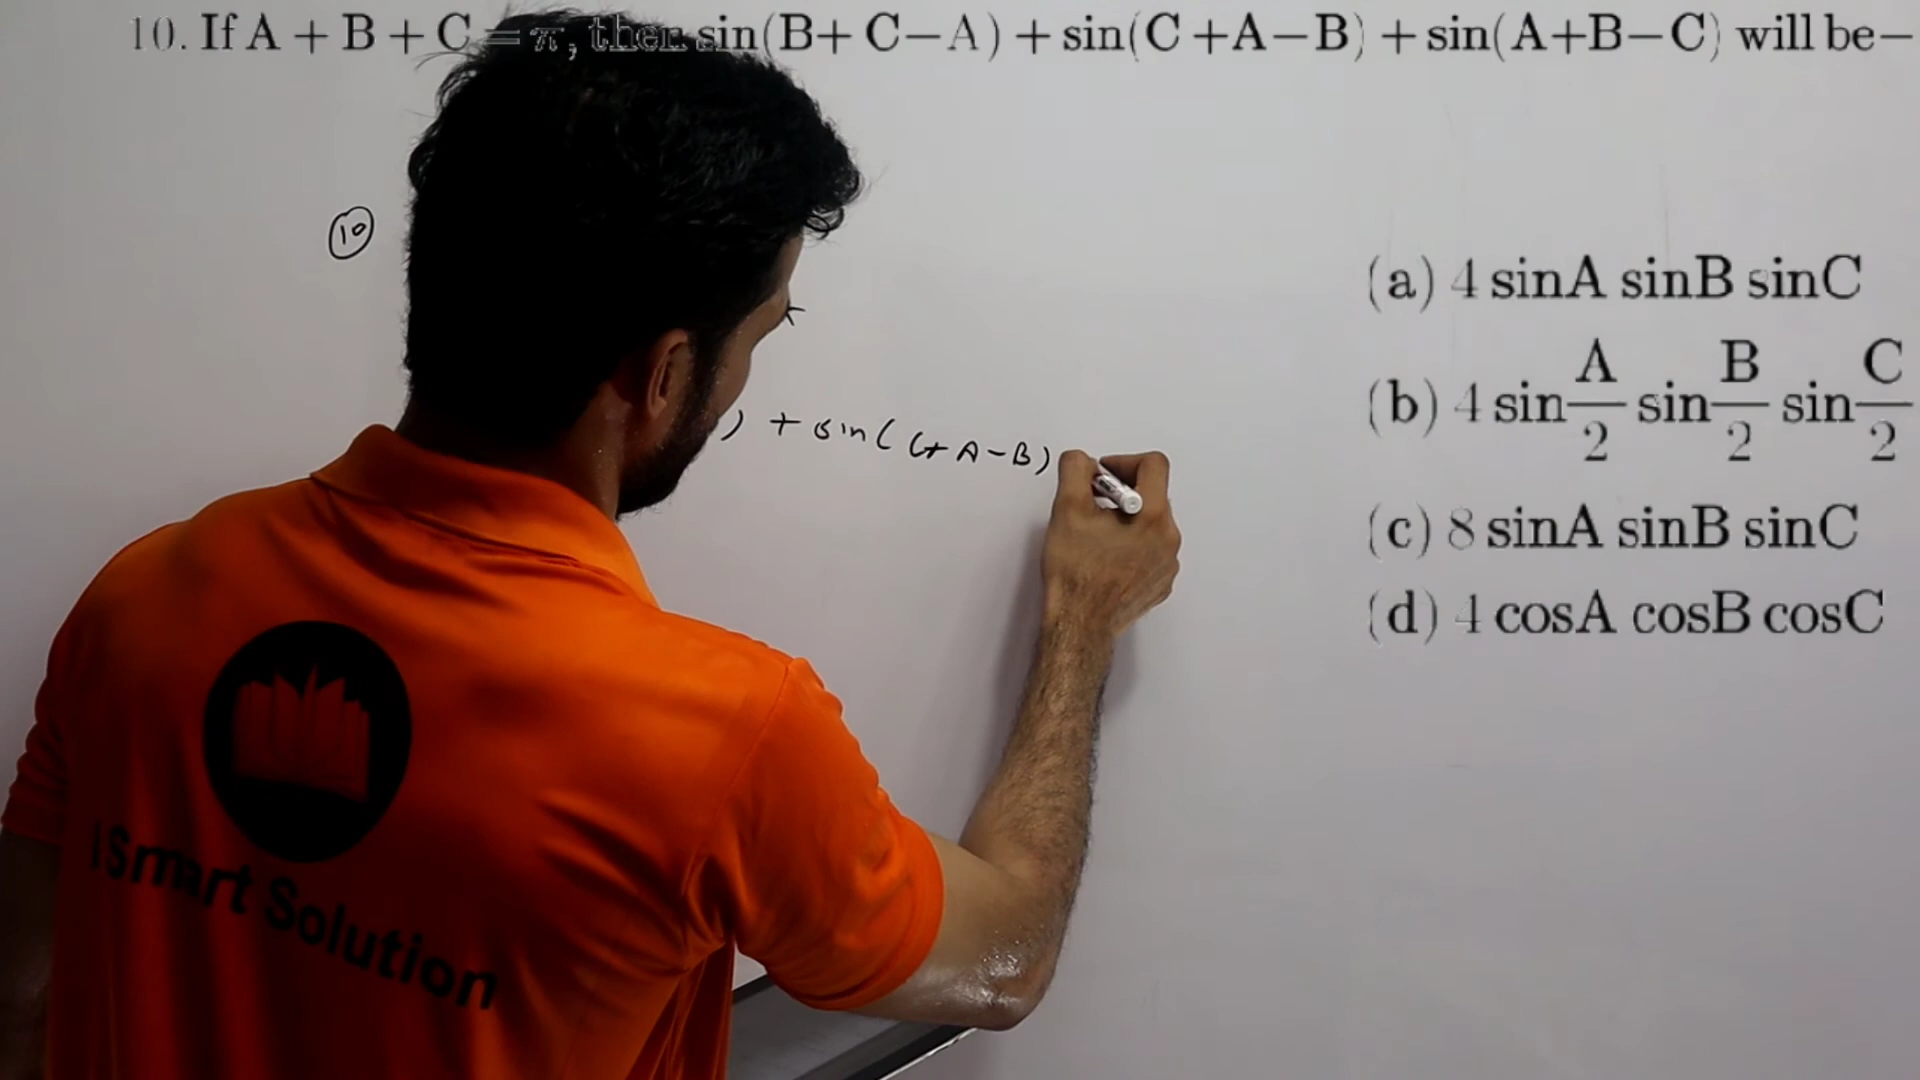 10. If A + B + C = π, then sin(B+ C−A) + sin(C +A−B) + sin(A+B−C) will be−
10
) + sin(C+A-B)
(a) 4 sinA sinB sinC
(b) 4 sin A/2 sin B/2 sin C/2
(c) 8 sinA sinB sinC
(d) 4 cosA cosB cosC
I Smart Solution